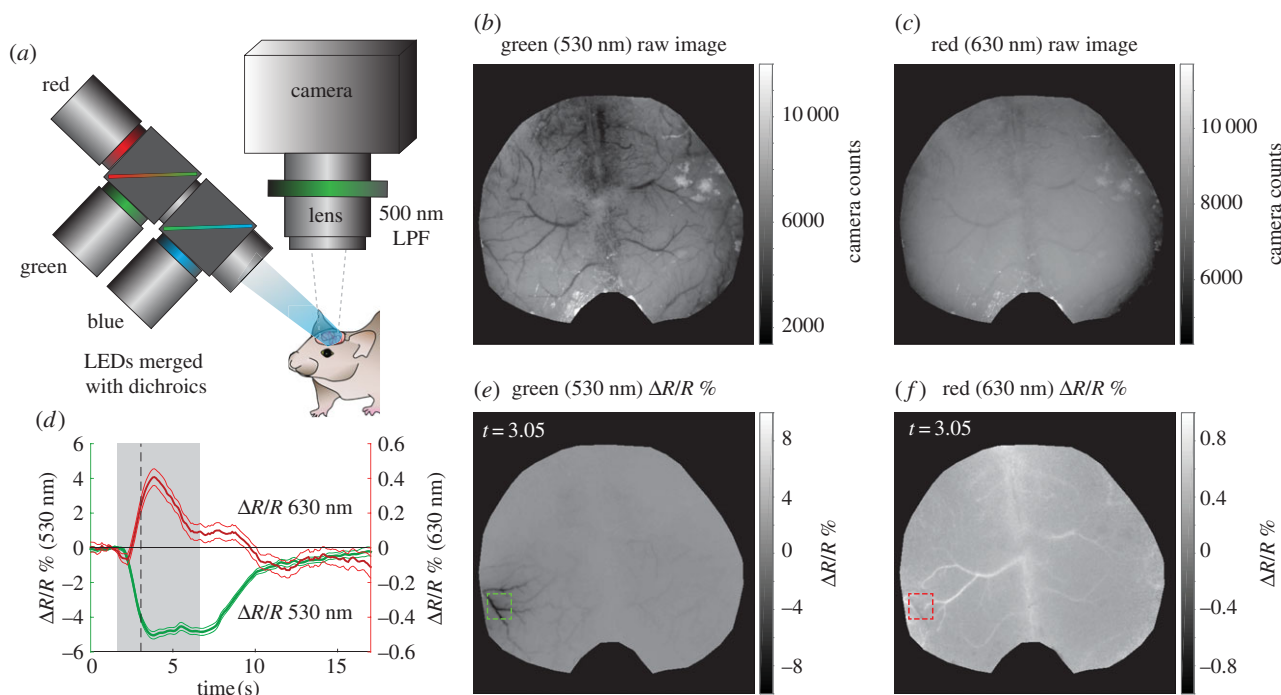 (a)
red
camera
lens
500 nm
LPF
green
blue
LEDs merged
with dichroics
(b)
green (530 nm) raw image
10 000
6000
2000
camera counts
(c)
red (630 nm) raw image
10 000
8000
6000
camera counts
(d)
6
4
2
0
−2
−4
−6
ΔR/R % (530 nm)
0.6
0.4
0.2
0
−0.2
−0.4
−0.6
ΔR/R % (630 nm)
ΔR/R 630 nm
ΔR/R 530 nm
0
5
10
15
time (s)
(e)
green (530 nm) ΔR/R %
t = 3.05
8
4
0
−4
−8
ΔR/R %
(f)
red (630 nm) ΔR/R %
t = 3.05
0.8
0.4
0
−0.4
−0.8
ΔR/R %